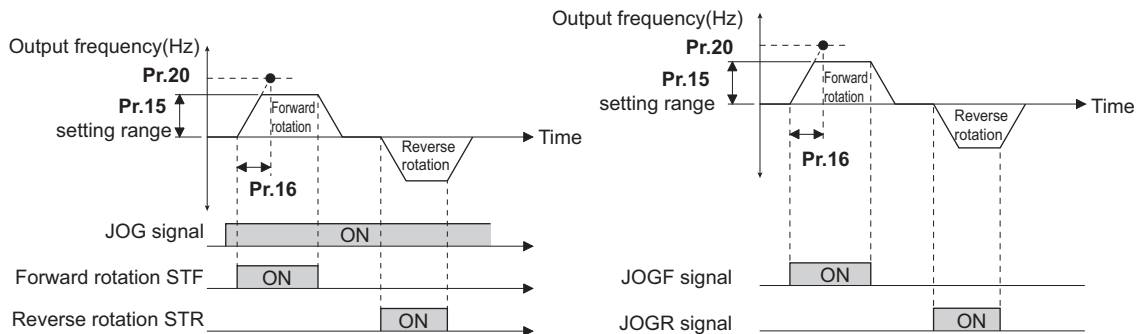 Output frequency(Hz)
Pr.20
Pr.15
setting range
Forward
rotation
Time
Reverse
rotation
Pr.16
JOG signal
ON
Forward rotation STF
ON
Reverse rotation STR
ON
Output frequency(Hz)
Pr.20
Pr.15
setting range
Forward
rotation
Time
Reverse
rotation
Pr.16
JOGF signal
ON
JOGR signal
ON